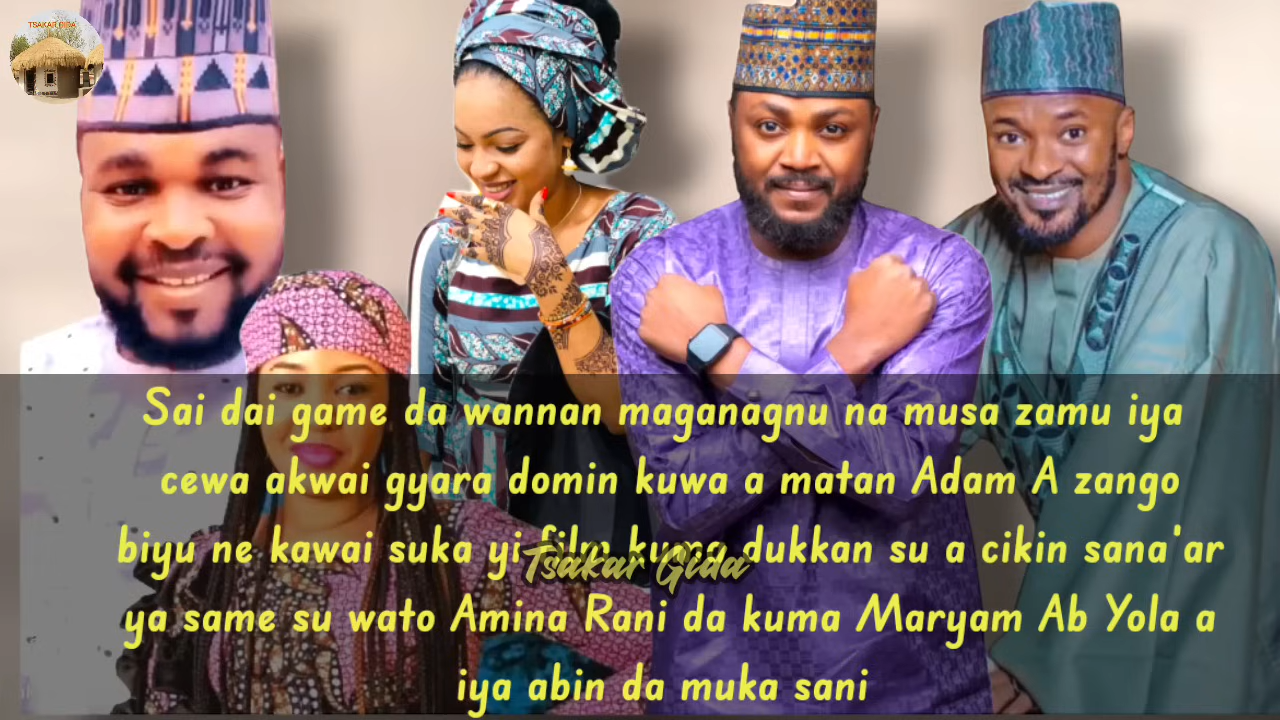 TSAKAR GIDA
Sai dai game da wannan maganagnu na musa zamu iya
cewa akwai gyara domin kuwa a matan Adam A zango
biyu ne kawai suka yi film kuma dukkan su a cikin sana'ar
Tsakar Gida
ya same su wato Amina Rani da kuma Maryam Ab Yola a
iya abin da muka sani